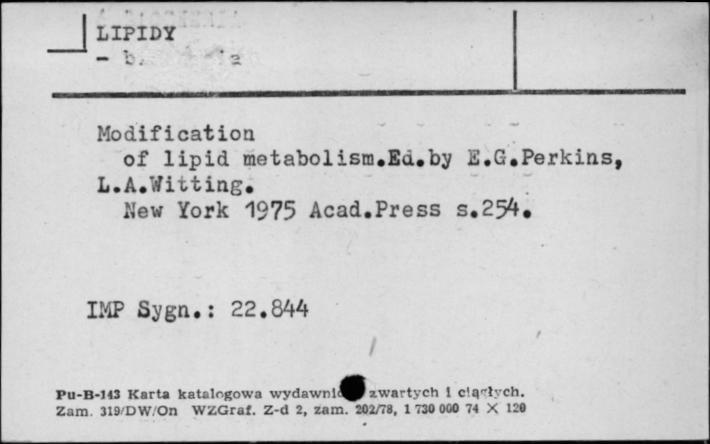 LIPIDY
-
Modification
of lipid metabolism.Ed.by E.G.Perkins,
L.A.Witting.
New York 1975 Acad.Press s.254.
IMP Sygn.: 22.844
Pu-B-143 Karta katalogowa zwartych i ciągłych.
Zam. 319/DW/On WZGraf. Z-d 2, zam. 202/78, 1 730 000 74 X 120